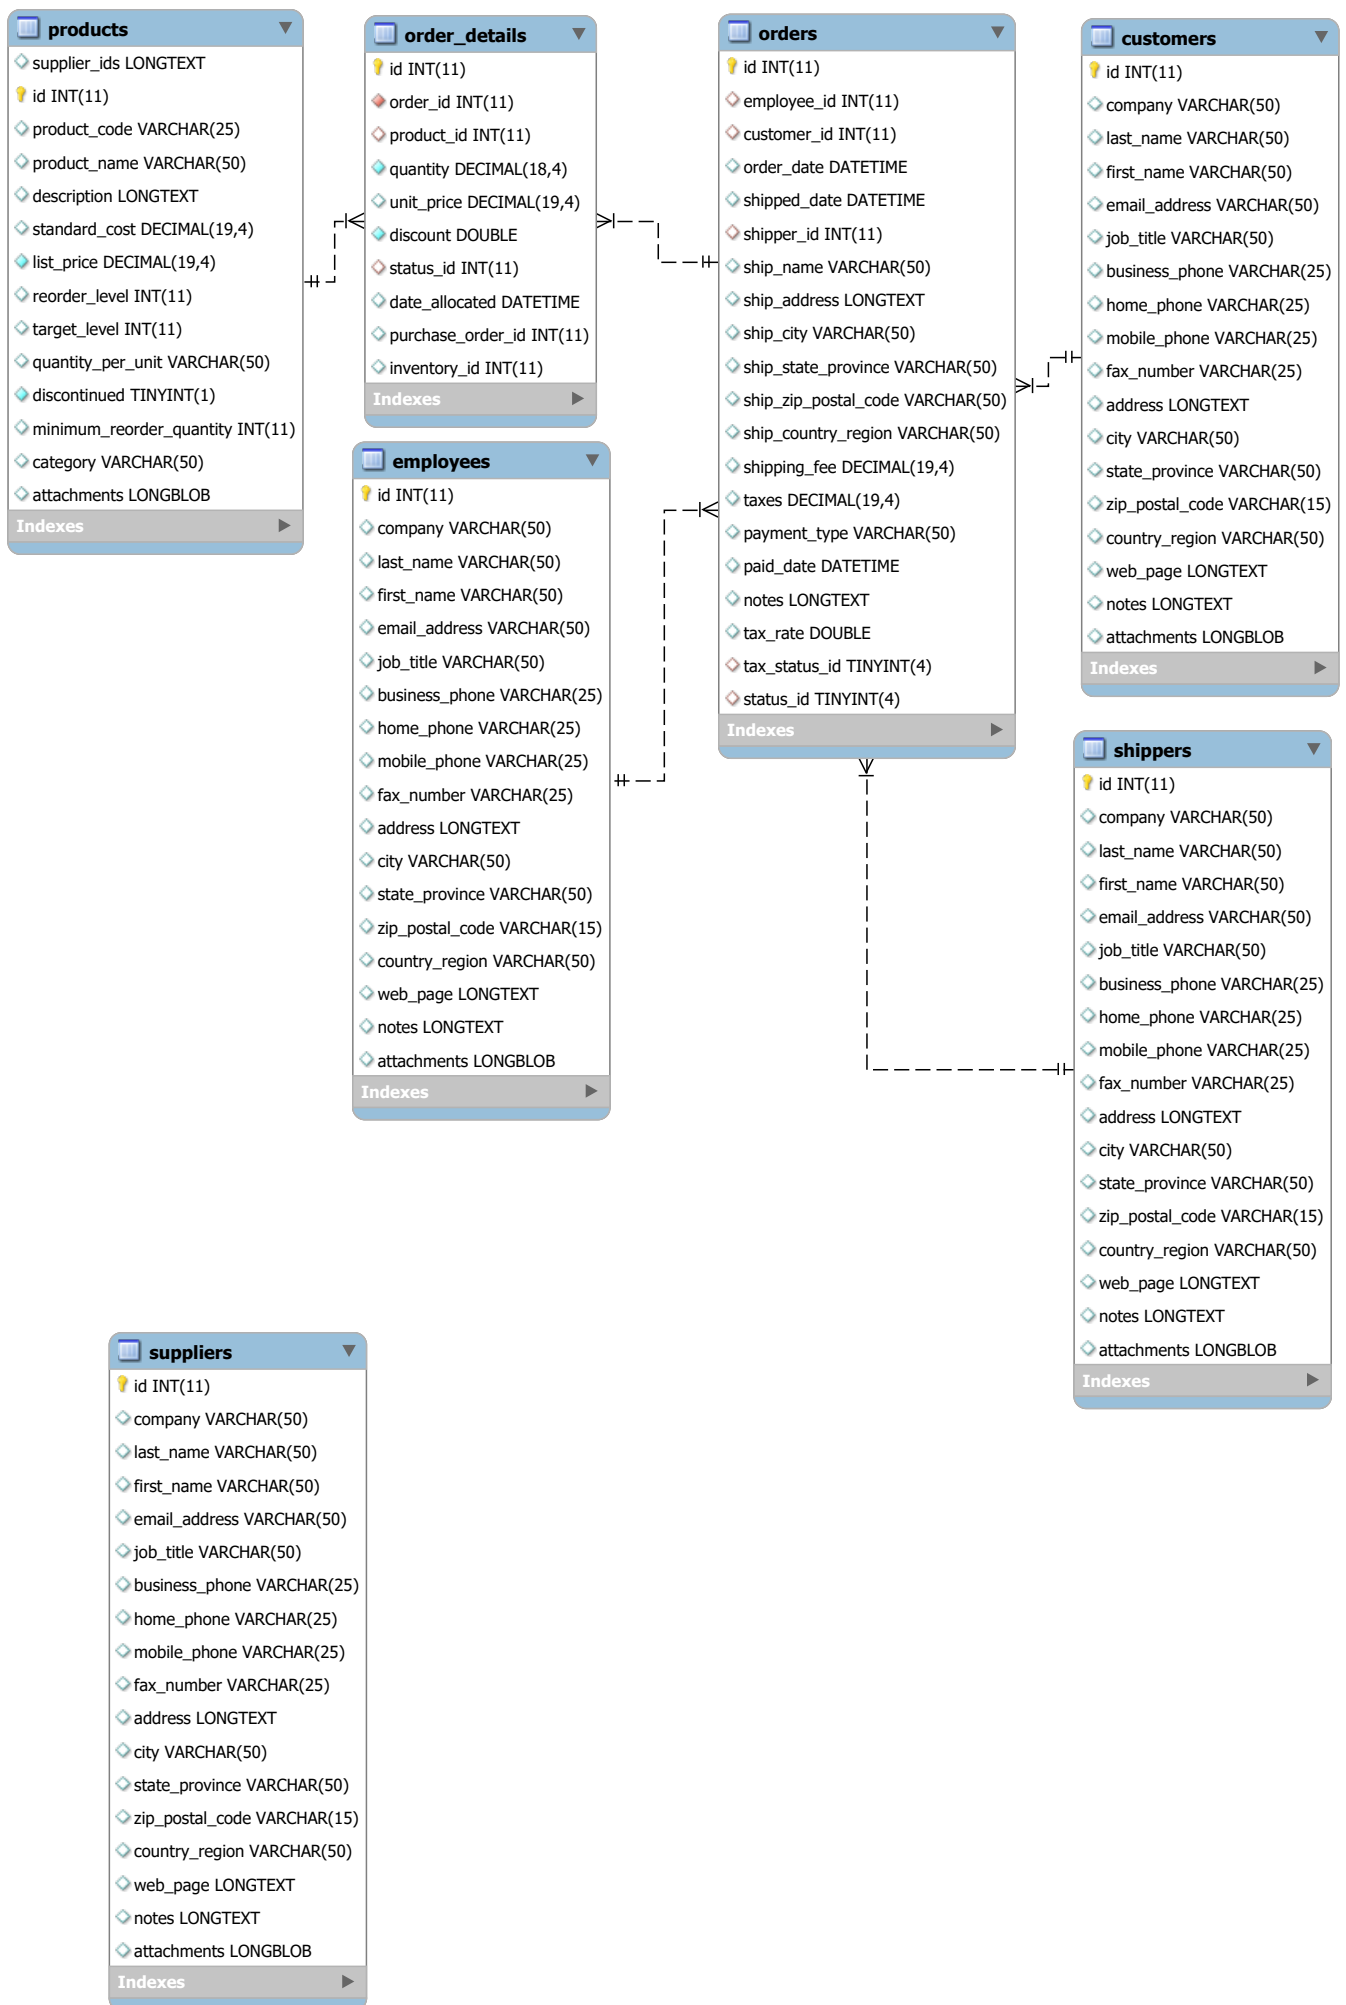 products
supplier_ids LONGTEXT
id INT(11)
product_code VARCHAR(25)
product_name VARCHAR(50)
description LONGTEXT
standard_cost DECIMAL(19,4)
list_price DECIMAL(19,4)
reorder_level INT(11)
target_level INT(11)
quantity_per_unit VARCHAR(50)
discontinued TINYINT(1)
minimum_reorder_quantity INT(11)
category VARCHAR(50)
attachments LONGBLOB
Indexes
order_details
id INT(11)
order_id INT(11)
product_id INT(11)
quantity DECIMAL(18,4)
unit_price DECIMAL(19,4)
discount DOUBLE
status_id INT(11)
date_allocated DATETIME
purchase_order_id INT(11)
inventory_id INT(11)
Indexes
orders
id INT(11)
employee_id INT(11)
customer_id INT(11)
order_date DATETIME
shipped_date DATETIME
shipper_id INT(11)
ship_name VARCHAR(50)
ship_address LONGTEXT
ship_city VARCHAR(50)
ship_state_province VARCHAR(50)
ship_zip_postal_code VARCHAR(50)
ship_country_region VARCHAR(50)
shipping_fee DECIMAL(19,4)
taxes DECIMAL(19,4)
payment_type VARCHAR(50)
paid_date DATETIME
notes LONGTEXT
tax_rate DOUBLE
tax_status_id TINYINT(4)
status_id TINYINT(4)
Indexes
customers
id INT(11)
company VARCHAR(50)
last_name VARCHAR(50)
first_name VARCHAR(50)
email_address VARCHAR(50)
job_title VARCHAR(50)
business_phone VARCHAR(25)
home_phone VARCHAR(25)
mobile_phone VARCHAR(25)
fax_number VARCHAR(25)
address LONGTEXT
city VARCHAR(50)
state_province VARCHAR(50)
zip_postal_code VARCHAR(15)
country_region VARCHAR(50)
web_page LONGTEXT
notes LONGTEXT
attachments LONGBLOB
Indexes
employees
id INT(11)
company VARCHAR(50)
last_name VARCHAR(50)
first_name VARCHAR(50)
email_address VARCHAR(50)
job_title VARCHAR(50)
business_phone VARCHAR(25)
home_phone VARCHAR(25)
mobile_phone VARCHAR(25)
fax_number VARCHAR(25)
address LONGTEXT
city VARCHAR(50)
state_province VARCHAR(50)
zip_postal_code VARCHAR(15)
country_region VARCHAR(50)
web_page LONGTEXT
notes LONGTEXT
attachments LONGBLOB
Indexes
shippers
id INT(11)
company VARCHAR(50)
last_name VARCHAR(50)
first_name VARCHAR(50)
email_address VARCHAR(50)
job_title VARCHAR(50)
business_phone VARCHAR(25)
home_phone VARCHAR(25)
mobile_phone VARCHAR(25)
fax_number VARCHAR(25)
address LONGTEXT
city VARCHAR(50)
state_province VARCHAR(50)
zip_postal_code VARCHAR(15)
country_region VARCHAR(50)
web_page LONGTEXT
notes LONGTEXT
attachments LONGBLOB
Indexes
suppliers
id INT(11)
company VARCHAR(50)
last_name VARCHAR(50)
first_name VARCHAR(50)
email_address VARCHAR(50)
job_title VARCHAR(50)
business_phone VARCHAR(25)
home_phone VARCHAR(25)
mobile_phone VARCHAR(25)
fax_number VARCHAR(25)
address LONGTEXT
city VARCHAR(50)
state_province VARCHAR(50)
zip_postal_code VARCHAR(15)
country_region VARCHAR(50)
web_page LONGTEXT
notes LONGTEXT
attachments LONGBLOB
Indexes